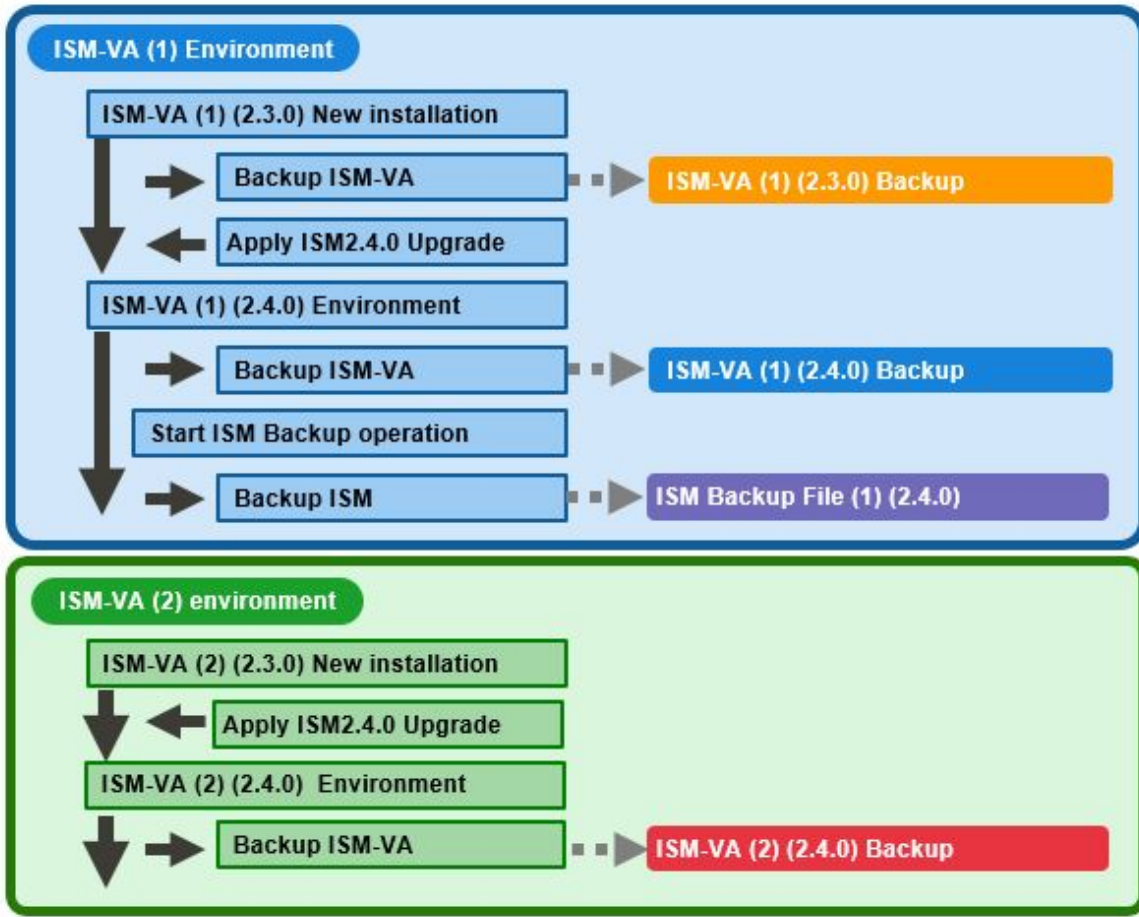 ISM-VA (1) Environment
ISM-VA (1) (2.3.0) New installation
Backup ISM-VA
ISM-VA (1) (2.3.0) Backup
Apply ISM2.4.0 Upgrade
ISM-VA (1) (2.4.0) Environment
Backup ISM-VA
ISM-VA (1) (2.4.0) Backup
Start ISM Backup operation
Backup ISM
ISM Backup File (1) (2.4.0)
ISM-VA (2) environment
ISM-VA (2) (2.3.0) New installation
Apply ISM2.4.0 Upgrade
ISM-VA (2) (2.4.0) Environment
Backup ISM-VA
ISM-VA (2) (2.4.0) Backup